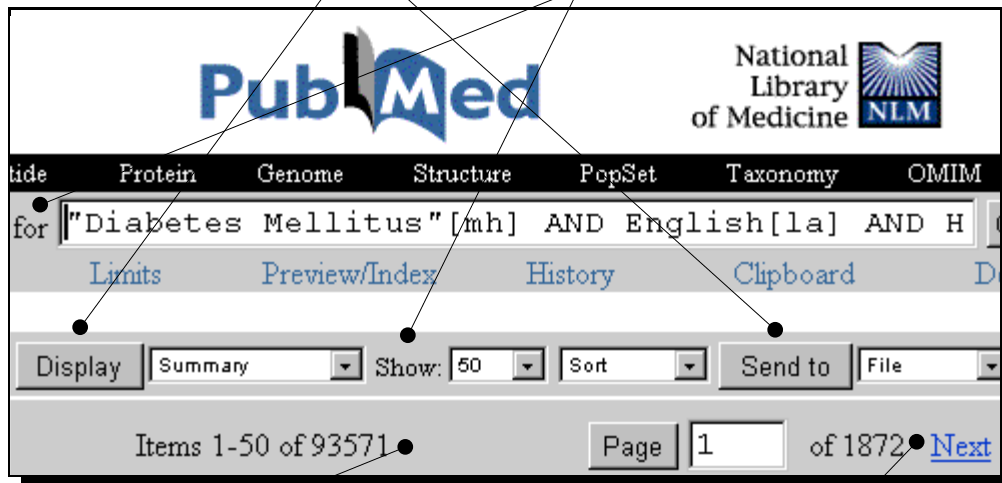 PubMed
National
Library
of Medicine NLM
tide Protein Genome Structure PopSet Taxonomy OMIM
for "Diabetes Mellitus"[mh] AND English[la] AND H
Limits Preview/Index History Clipboard D
Display Summary Show: 50 Sort Send to File
Items 1-50 of 93571 Page 1 of 1872 Next